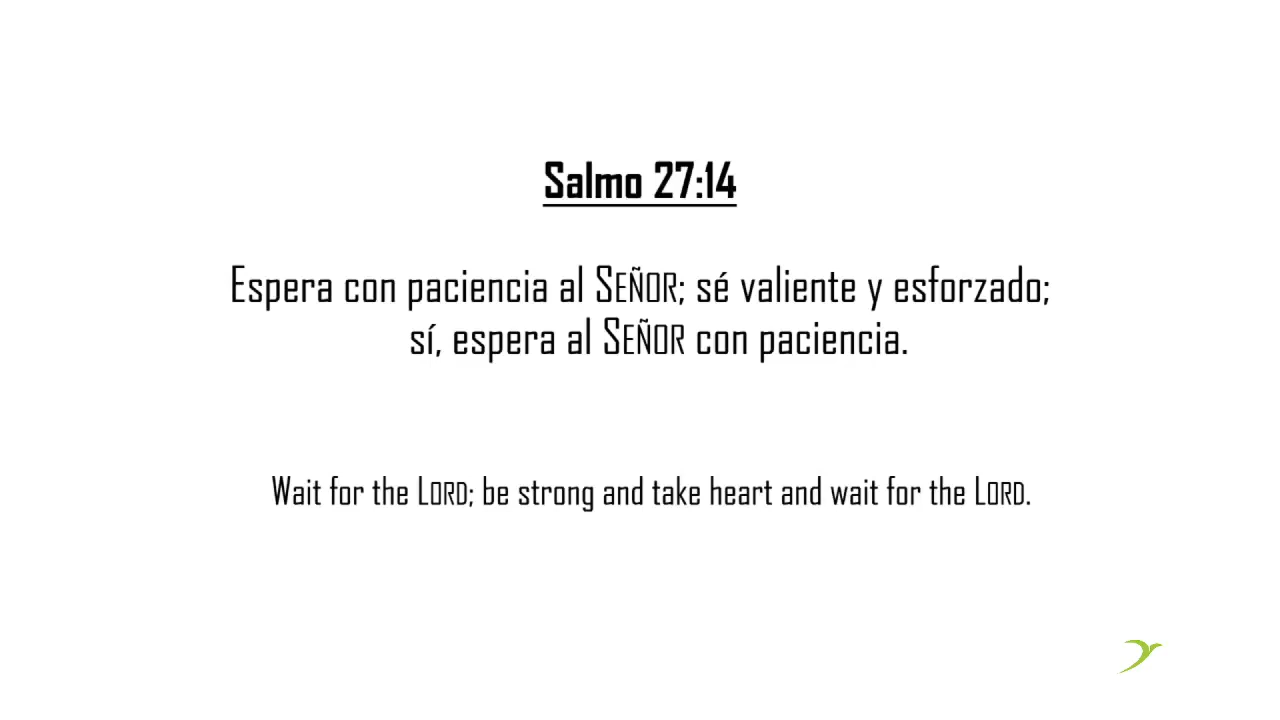 Salmo 27:14
Espera con paciencia al SEÑOR; sé valiente y esforzado;
sí, espera al SEÑOR con paciencia.
Wait for the LORD; be strong and take heart and wait for the LORD.